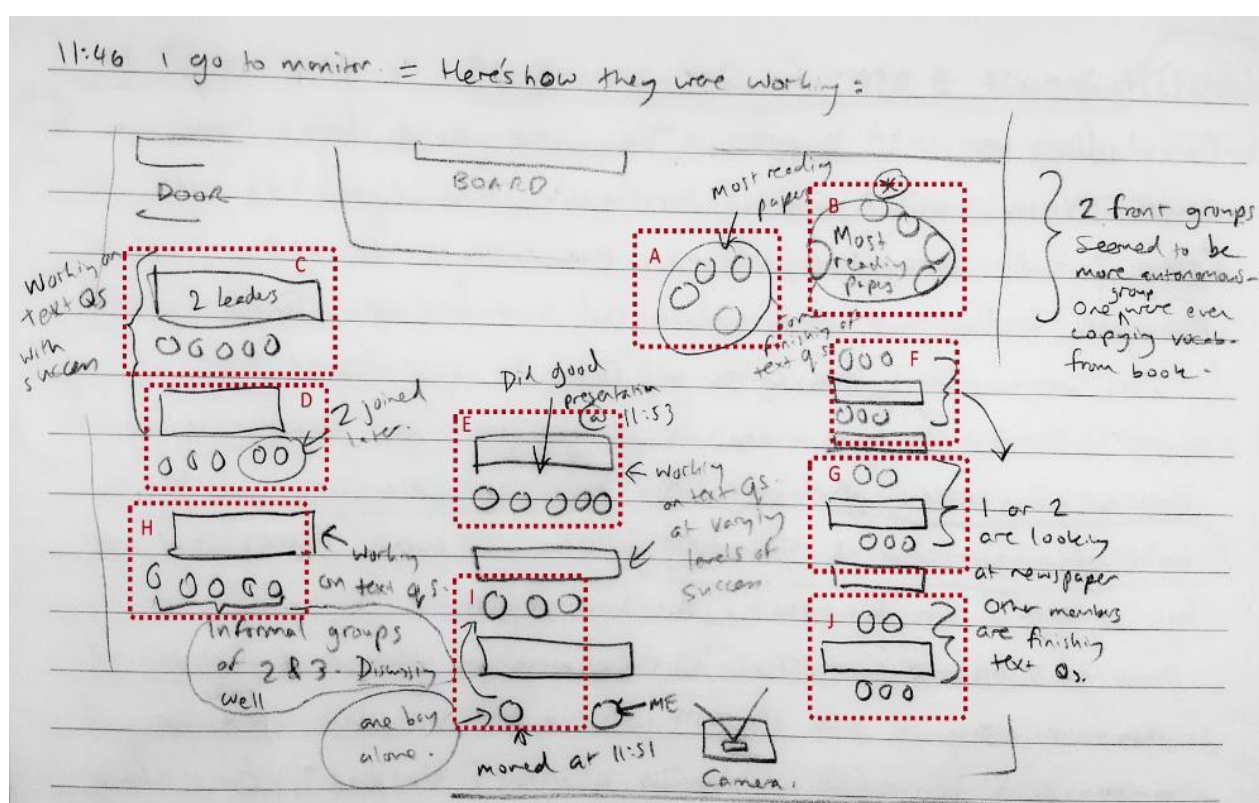 11:46 I go to monitor. = Here's how they were working:
DOOR
BOARD
Most reading
paper
B
Most
reading
paper
A
2 front groups
seemed to be
more autonomous-
group
One were even
copying vocab-
from book.
Working on
text QS
with
success
C
2 Leaders
D
2 joined
later.
Some
finishing of
text qs.
Did good
presentation
@ 11:53
E
working
on text qs.
at varying
levels of
success
F
G
1 or 2
are looking
at newspaper
Other members
are finishing
text Qs.
H
working
on text qs.
Informal groups
of 2 & 3. Discussing
well
I
one boy
alone.
moved at 11:51
ME
Camera.
J